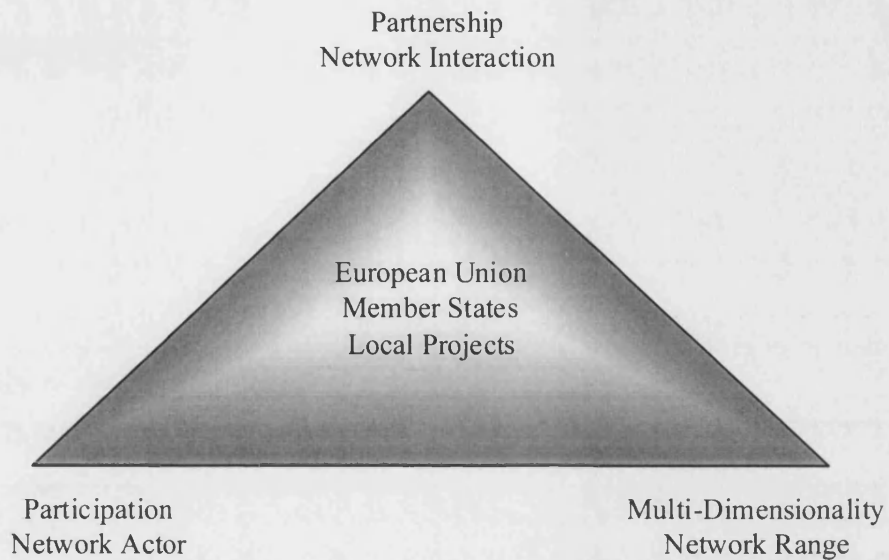 Partnership
Network Interaction
European Union
Member States
Local Projects
Participation
Network Actor
Multi-Dimensionality
Network Range